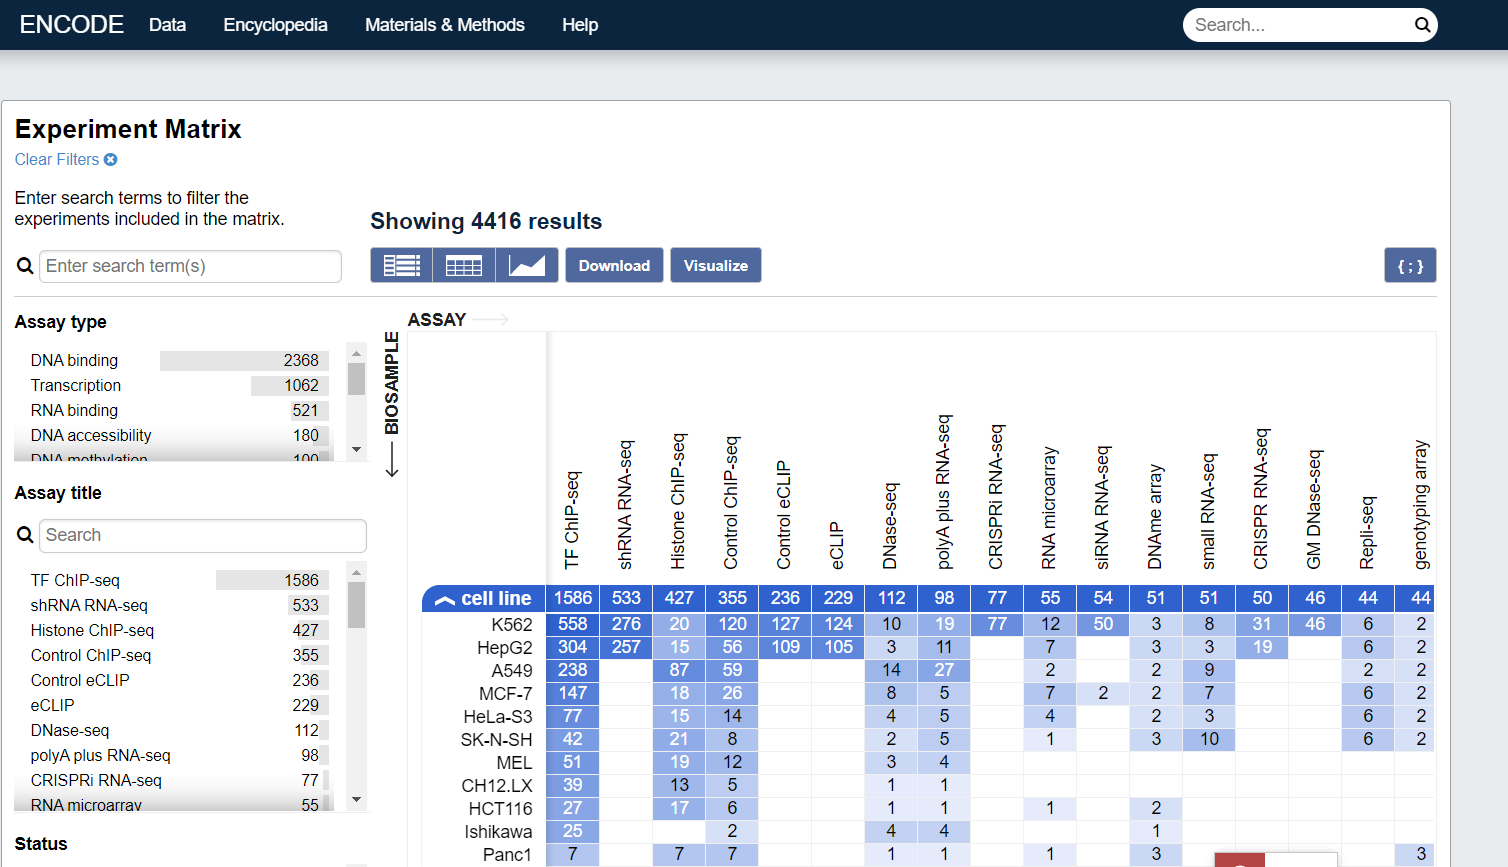 ENCODE Data Encyclopedia Materials & Methods Help Search...
Experiment Matrix
Clear Filters
Enter search terms to filter the
experiments included in the matrix.
Showing 4416 results
Enter search term(s)
Download Visualize { ; }
Assay type
DNA binding 2368
Transcription 1062
RNA binding 521
DNA accessibility 180
DNA methylation 100
Assay title
Search
TF ChIP-seq 1586
shRNA RNA-seq 533
Histone ChIP-seq 427
Control ChIP-seq 355
Control eCLIP 236
eCLIP 229
DNase-seq 112
polyA plus RNA-seq 98
CRISPRi RNA-seq 77
RNA microarray 55
Status
ASSAY
BIOSAMPLE
TF ChIP-seq
shRNA RNA-seq
Histone ChIP-seq
Control ChIP-seq
Control eCLIP
eCLIP
DNase-seq
polyA plus RNA-seq
CRISPRi RNA-seq
RNA microarray
siRNA RNA-seq
DNAme array
small RNA-seq
CRISPR RNA-seq
GM DNase-seq
Repli-seq
genotyping array
cell line 1586 533 427 355 236 229 112 98 77 55 54 51 51 50 46 44 44
K562 558 276 20 120 127 124 10 19 77 12 50 3 8 31 46 6 2
HepG2 304 257 15 56 109 105 3 11 7 3 3 19 6 2
A549 238 87 59 14 27 2 2 9 2 2
MCF-7 147 18 26 8 5 7 2 2 7 6 2
HeLa-S3 77 15 14 4 5 4 2 3 6 2
SK-N-SH 42 21 8 2 5 1 3 10 6 2
MEL 51 19 12 3 4
CH12.LX 39 13 5 1 1
HCT116 27 17 6 1 1 1 2
Ishikawa 25 2 4 4 1
Panc1 7 7 7 1 1 1 3 3